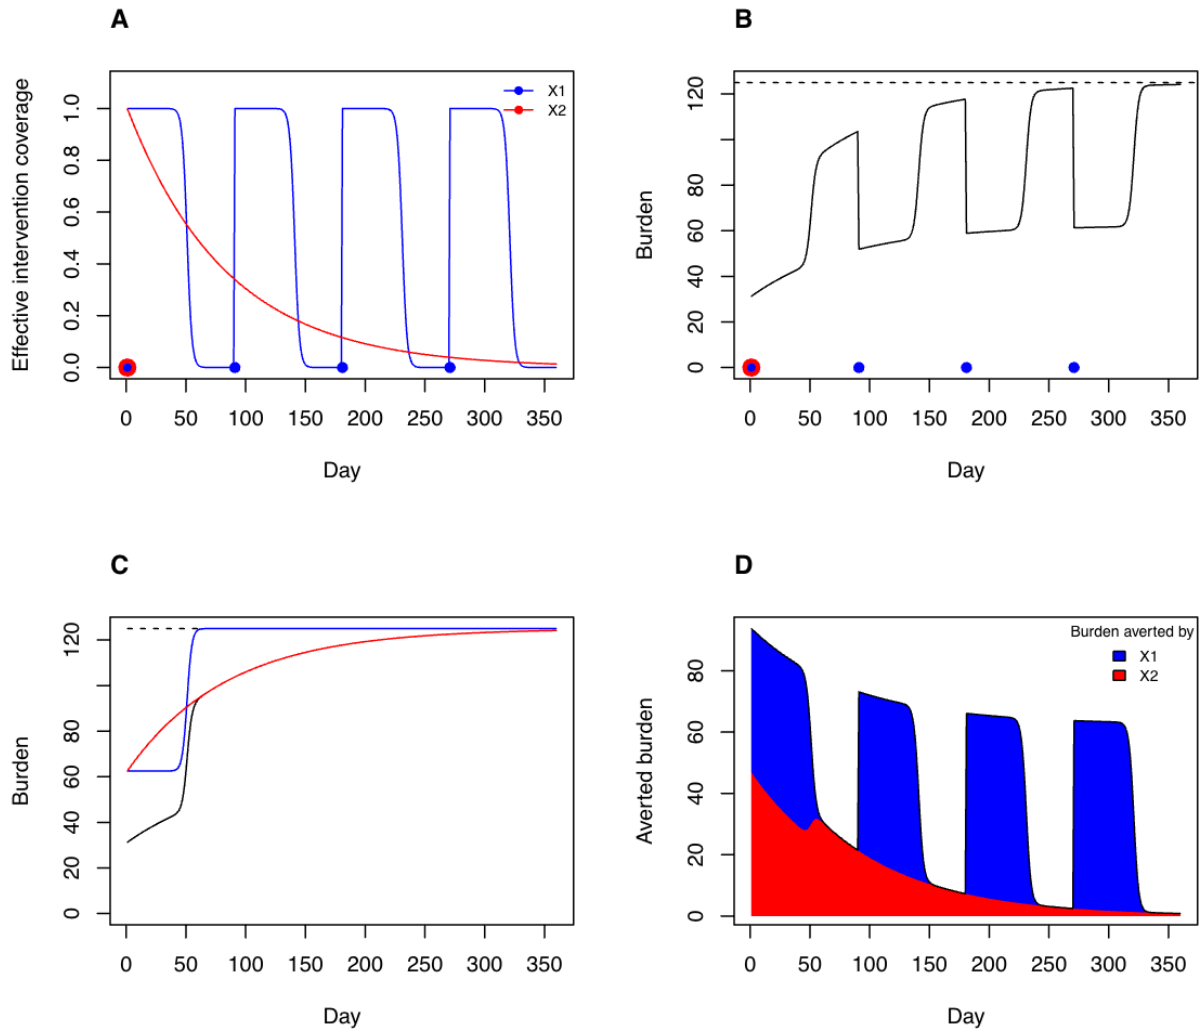 A
Effective intervention coverage
1.0
0.8
0.6
0.4
0.2
0.0
X1
X2
0 50 100 150 200 250 300 350
Day
B
Burden
120
80
60
40
20
0
0 50 100 150 200 250 300 350
Day
C
Burden
120
80
60
40
20
0
0 50 100 150 200 250 300 350
Day
D
Averted burden
80
60
40
20
0
Burden averted by
X1
X2
0 50 100 150 200 250 300 350
Day